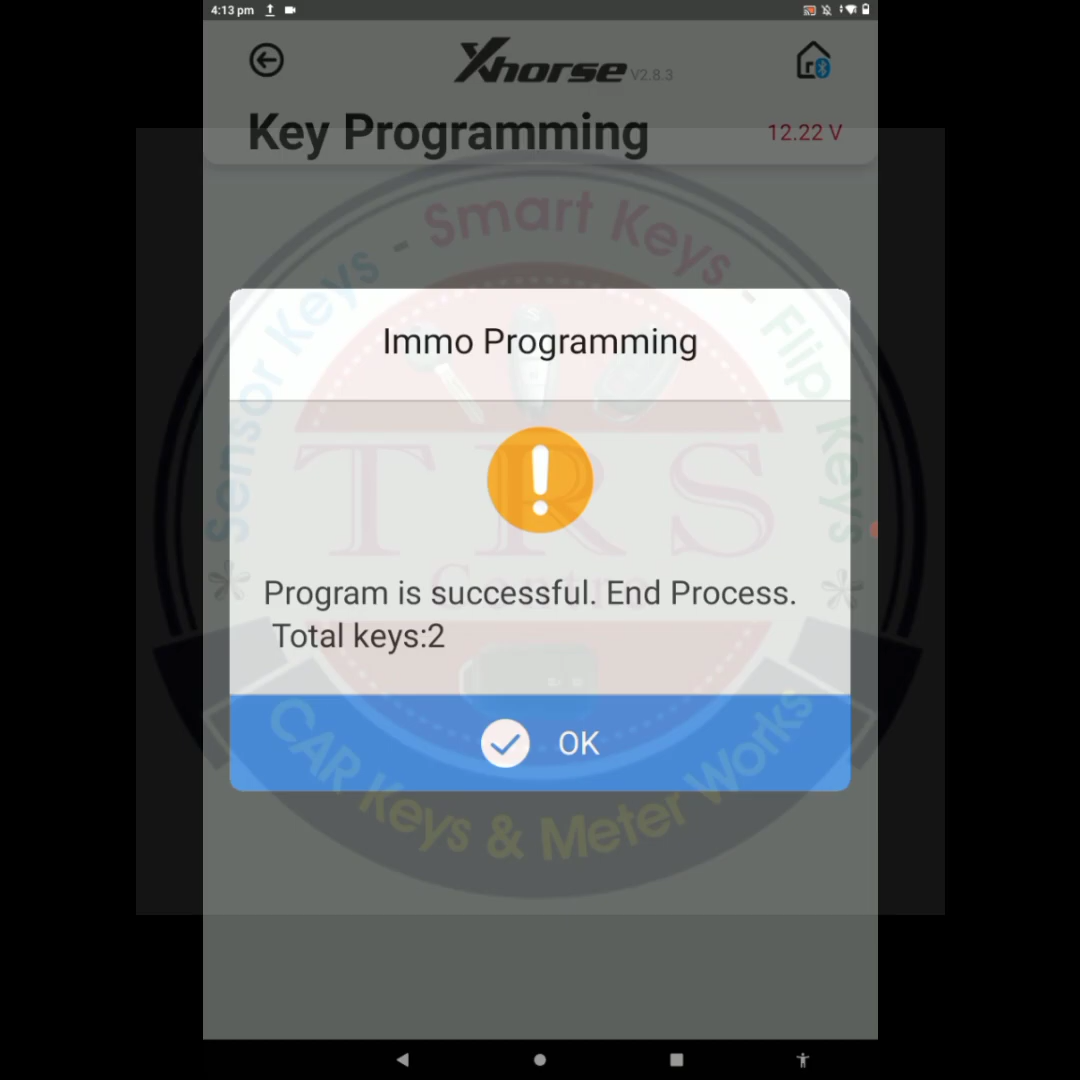 4:13 pm
Xhorse V2.8.3
Key Programming
12.22 V
* Sensor Keys - Smart Keys - Flip Keys *
Immo Programming
TRS
Centre
Program is successful. End Process.
Total keys:2
OK
CAR Keys & Meter Works